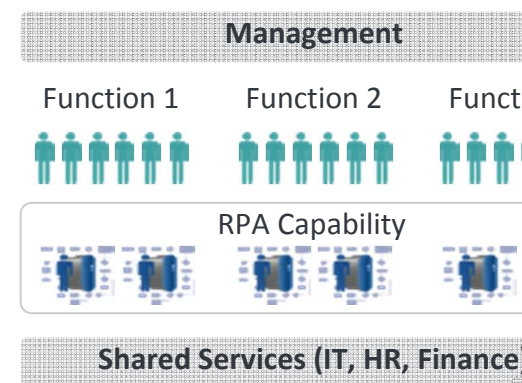 Management
Function 1 Function 2 Funct
RPA Capability
Shared Services (IT, HR, Finance)